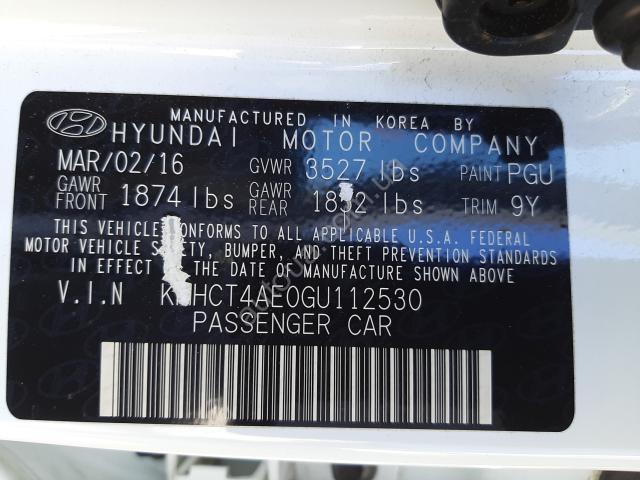 MANUFACTURED IN KOREA BY
HYUNDAI MOTOR COMPANY
MAR/02/16 GVWR 3527 lbs PAINT PGU
GAWR FRONT 1874 lbs GAWR REAR lbs TRIM 9Y
THIS VEHICLE CONFORMS TO ALL APPLICABLE U.S.A. FEDERAL
MOTOR VEHICLE SAFETY, BUMPER, AND THEFT PREVENTION STANDARDS
IN EFFECT THE DATE OF MANUFACTURE SHOWN ABOVE
V.I.N
PASSENGER CAR